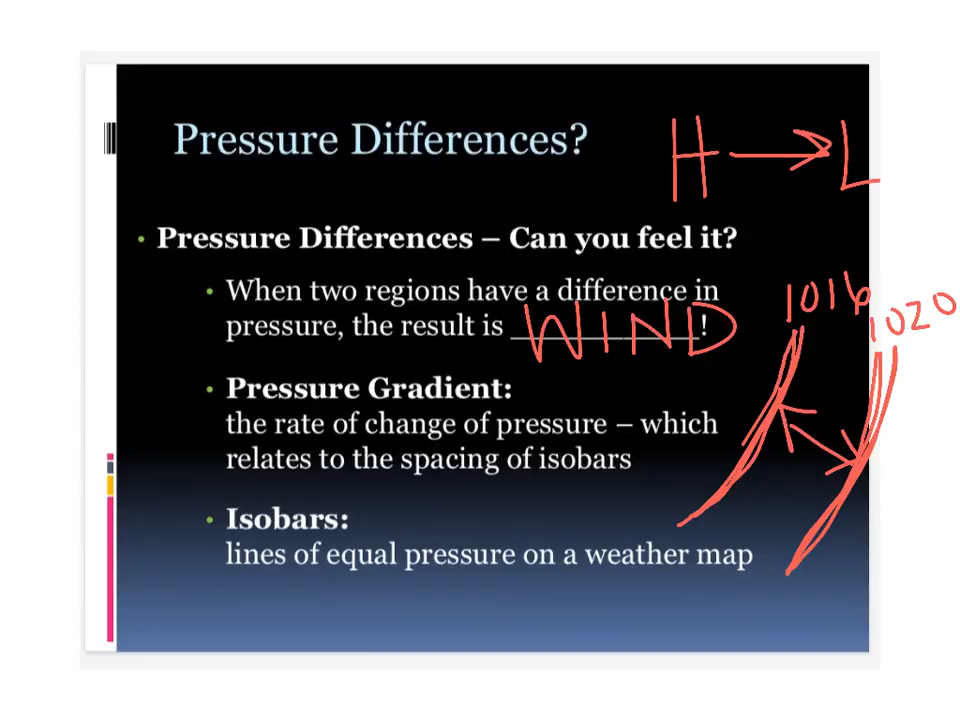 Pressure Differences?
H → L
• Pressure Differences – Can you feel it?
• When two regions have a difference in
pressure, the result is WIND!
1016
1020
• Pressure Gradient:
the rate of change of pressure – which
relates to the spacing of isobars
• Isobars:
lines of equal pressure on a weather map